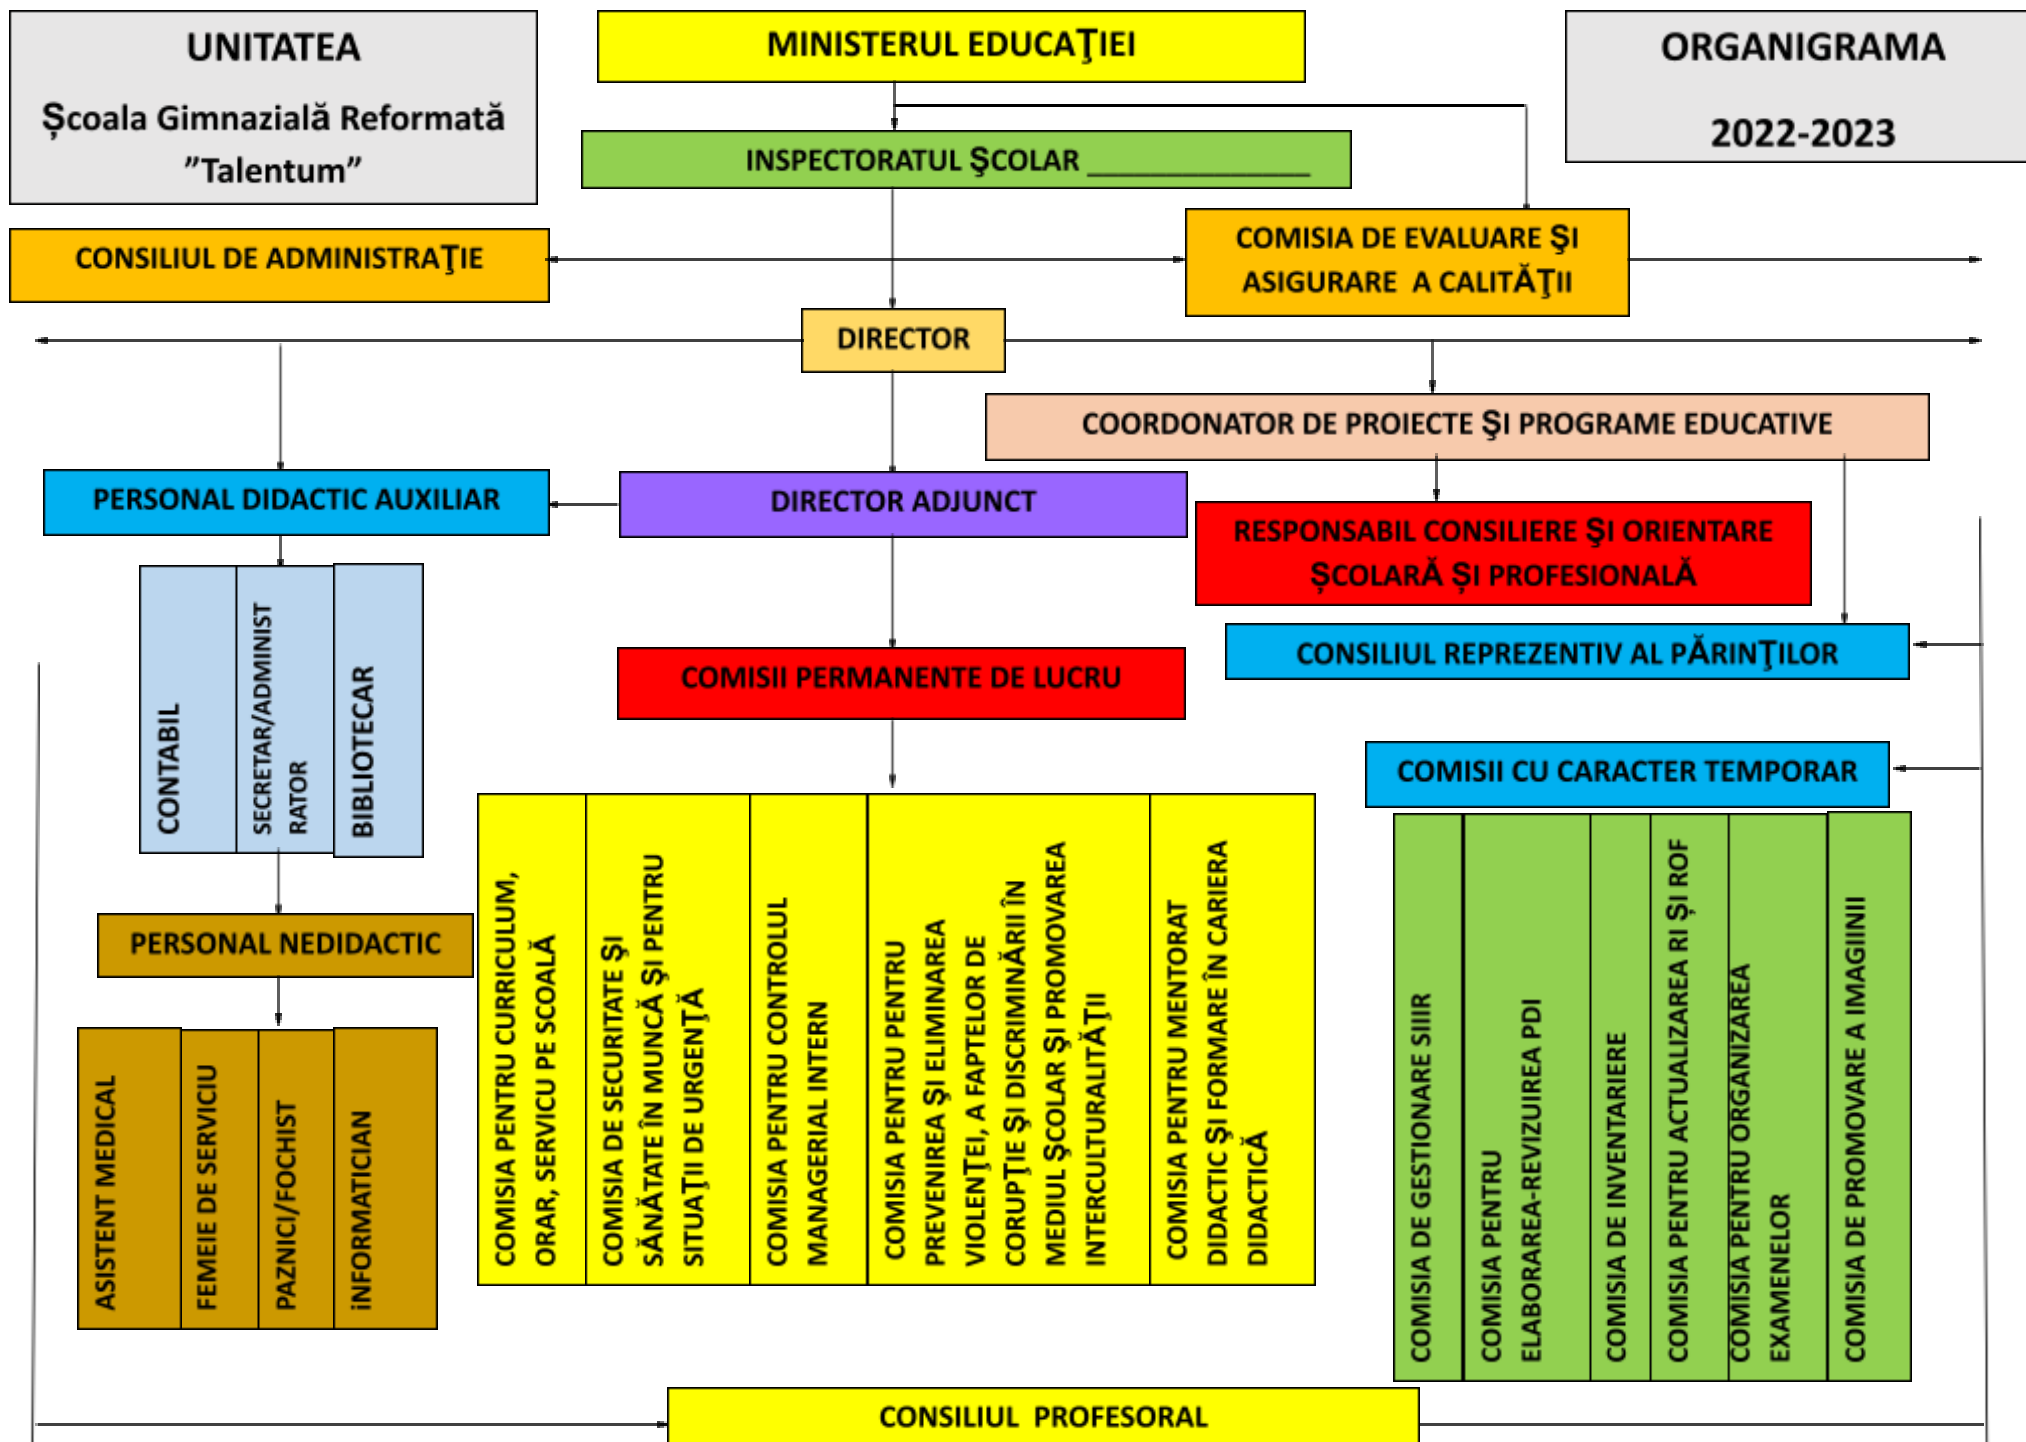 UNITATEA
Școala Gimnazială Reformată
”Talentum”
MINISTERUL EDUCAŢIEI
ORGANIGRAMA
2022-2023
INSPECTORATUL ŞCOLAR ______________
CONSILIUL DE ADMINISTRAŢIE
COMISIA DE EVALUARE ŞI
ASIGURARE A CALITĂŢII
DIRECTOR
COORDONATOR DE PROIECTE ŞI PROGRAME EDUCATIVE
PERSONAL DIDACTIC AUXILIAR
DIRECTOR ADJUNCT
RESPONSABIL CONSILIERE ŞI ORIENTARE
ȘCOLARĂ ȘI PROFESIONALĂ
CONTABIL
SECRETAR/ADMINIST
RATOR
BIBLIOTECAR
CONSILIUL REPREZENTIV AL PĂRINŢILOR
COMISII PERMANENTE DE LUCRU
COMISII CU CARACTER TEMPORAR
PERSONAL NEDIDACTIC
ASISTENT MEDICAL
FEMEIE DE SERVICIU
PAZNICI/FOCHIST
iNFORMATICIAN
COMISIA PENTRU CURRICULUM,
ORAR, SERVICU PE SCOALĂ
COMISIA DE SECURITATE ŞI
SĂNĂTATE ÎN MUNCĂ ŞI PENTRU
SITUAŢII DE URGENŢĂ
COMISIA PENTRU CONTROLUL
MANAGERIAL INTERN
COMISIA PENTRU PENTRU
PREVENIREA ŞI ELIMINAREA
VIOLENŢEI, A FAPTELOR DE
CORUPŢIE ŞI DISCRIMINĂRII ÎN
MEDIUL ŞCOLAR ŞI PROMOVAREA
INTERCULTURALITĂŢII
COMISIA PENTRU MENTORAT
DIDACTIC ŞI FORMARE ÎN CARIERA
DIDACTICĂ
COMISIA DE GESTIONARE SIIIR
COMISIA PENTRU
ELABORAREA-REVIZUIREA PDI
COMISIA DE INVENTARIERE
COMISIA PENTRU ACTUALIZAREA RI ȘI ROF
COMISIA PENTRU ORGANIZAREA
EXAMENELOR
COMISIA DE PROMOVARE A IMAGIINII
CONSILIUL PROFESORAL